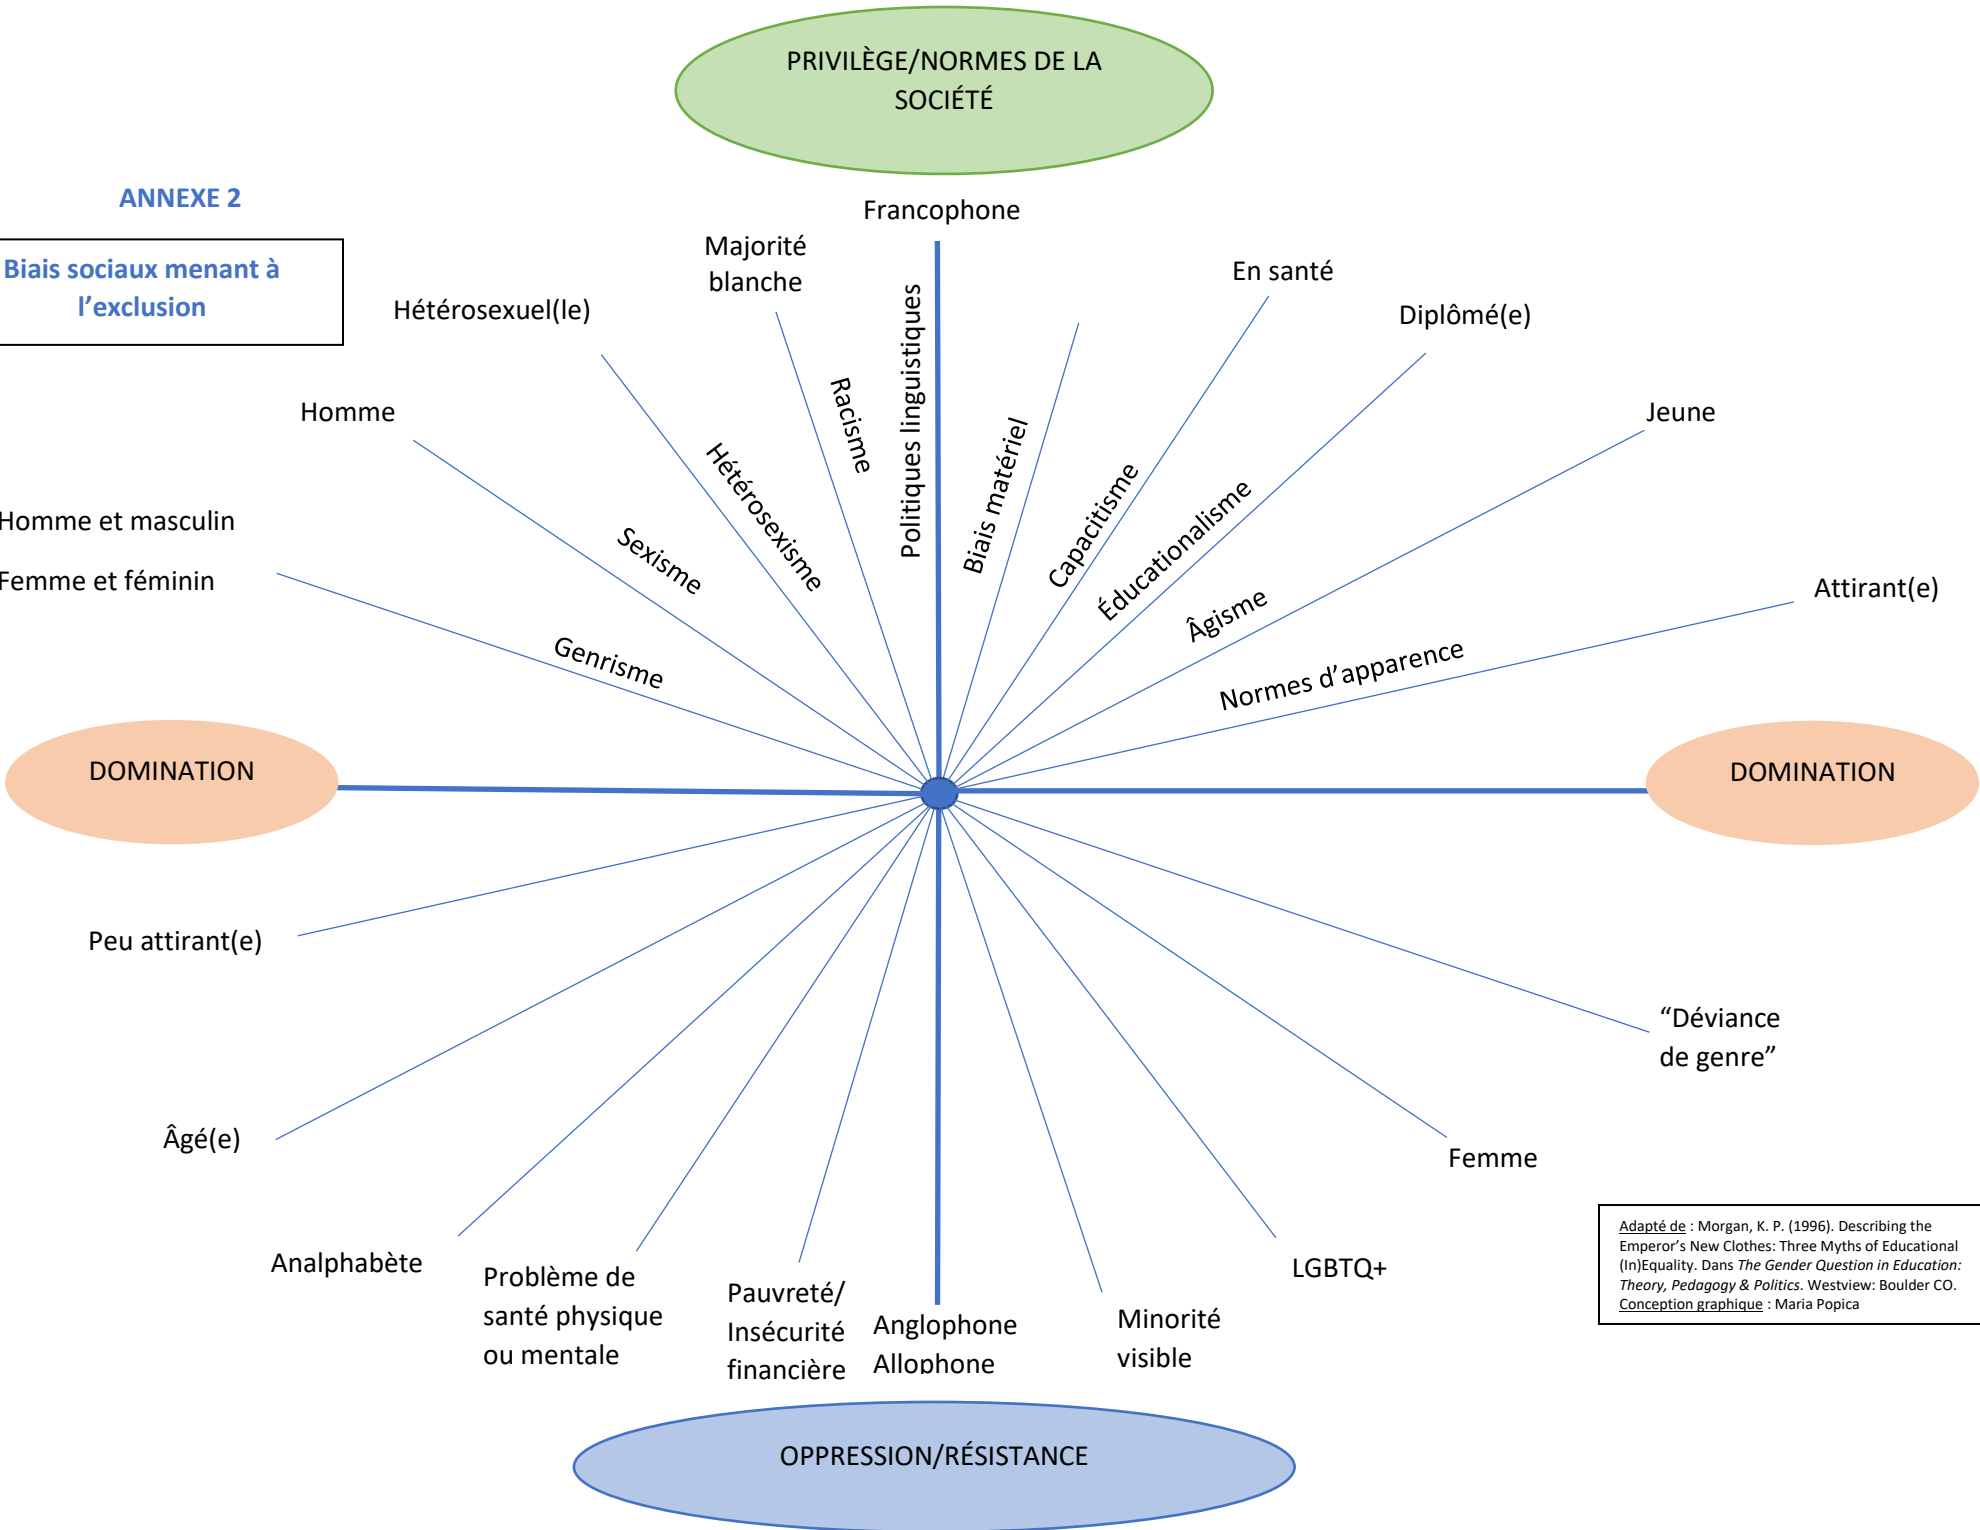 PRIVILÈGE/NORMES DE LA
SOCIÉTÉ
ANNEXE 2
Biais sociaux menant à
l'exclusion
Francophone
Majorité
blanche
En santé
Hétérosexuel(le)
Diplômé(e)
Homme
Jeune
Homme et masculin
Femme et féminin
Attirant(e)
Genrisme
Sexisme
Hétérosexisme
Racisme
Politiques linguistiques
Biais matériel
Capacitisme
Éducationalisme
Âgisme
Normes d'apparence
DOMINATION
DOMINATION
Peu attirant(e)
Âgé(e)
Analphabète
Problème de
santé physique
ou mentale
Pauvreté/
Insécurité
financière
Anglophone
Allophone
Minorité
visible
LGBTQ+
Femme
“Déviance
de genre”
Adapté de : Morgan, K. P. (1996). Describing the
Emperor's New Clothes: Three Myths of Educational
(In)Equality. Dans The Gender Question in Education:
Theory, Pedagogy & Politics. Westview: Boulder CO.
Conception graphique : Maria Popica
OPPRESSION/RÉSISTANCE